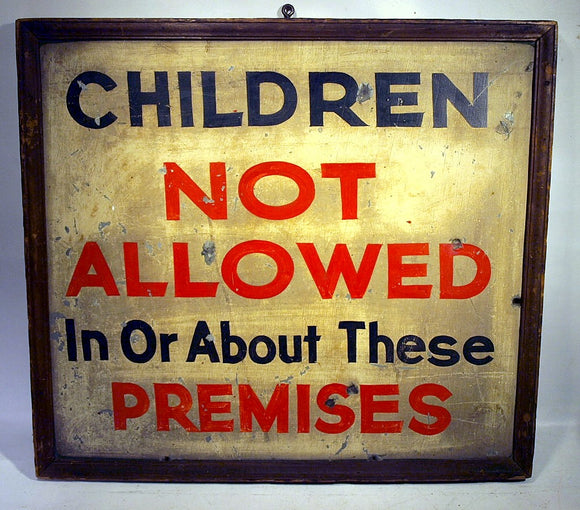 CHILDREN
NOT
ALLOWED
In Or About These
PREMISES